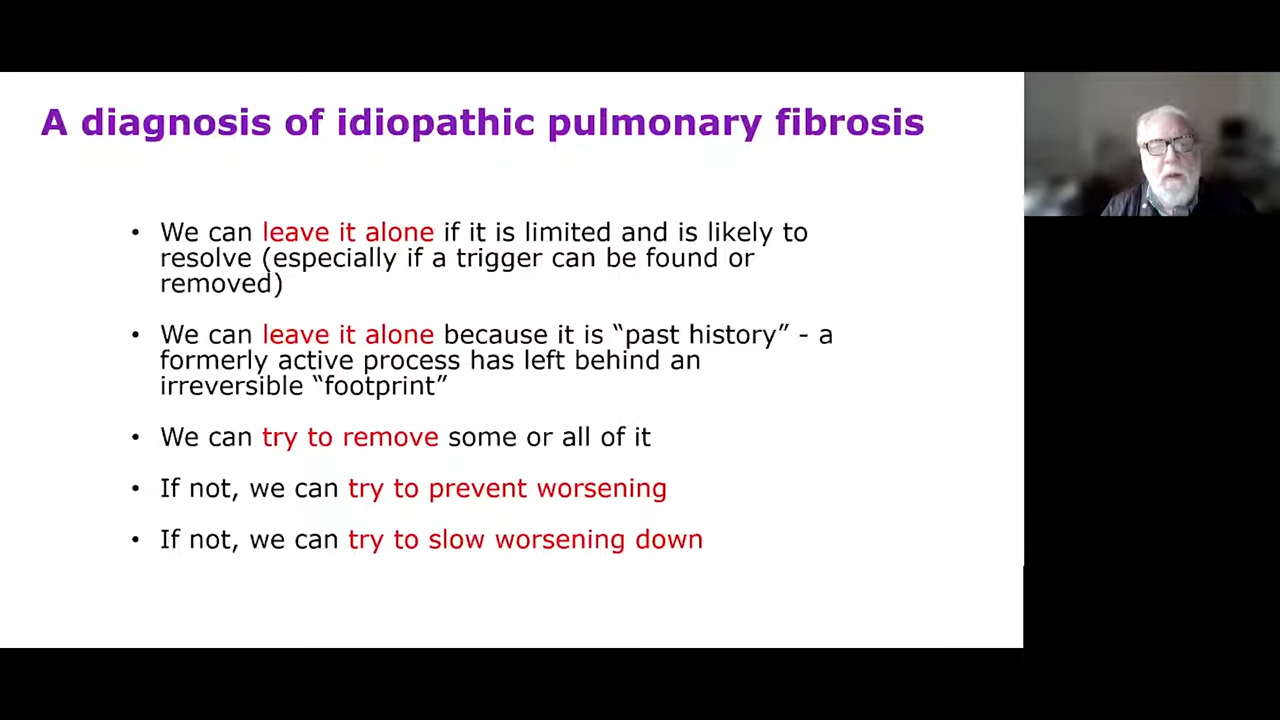 A diagnosis of idiopathic pulmonary fibrosis
• We can leave it alone if it is limited and is likely to
resolve (especially if a trigger can be found or
removed)
• We can leave it alone because it is “past history” - a
formerly active process has left behind an
irreversible “footprint”
• We can try to remove some or all of it
• If not, we can try to prevent worsening
• If not, we can try to slow worsening down